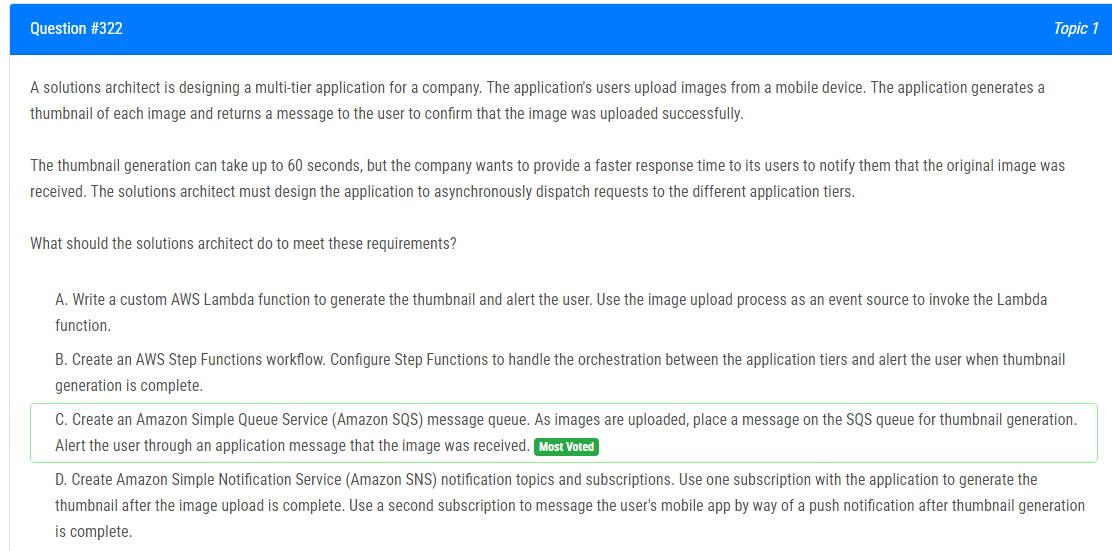 Question #322
Topic 1
A solutions architect is designing a multi-tier application for a company. The application's users upload images from a mobile device. The application generates a
thumbnail of each image and returns a message to the user to confirm that the image was uploaded successfully.
The thumbnail generation can take up to 60 seconds, but the company wants to provide a faster response time to its users to notify them that the original image was
received. The solutions architect must design the application to asynchronously dispatch requests to the different application tiers.
What should the solutions architect do to meet these requirements?
A. Write a custom AWS Lambda function to generate the thumbnail and alert the user. Use the image upload process as an event source to invoke the Lambda
function.
B. Create an AWS Step Functions workflow. Configure Step Functions to handle the orchestration between the application tiers and alert the user when thumbnail
generation is complete.
C. Create an Amazon Simple Queue Service (Amazon SQS) message queue. As images are uploaded, place a message on the SQS queue for thumbnail generation.
Alert the user through an application message that the image was received. Most Voted
D. Create Amazon Simple Notification Service (Amazon SNS) notification topics and subscriptions. Use one subscription with the application to generate the
thumbnail after the image upload is complete. Use a second subscription to message the user's mobile app by way of a push notification after thumbnail generation
is complete.